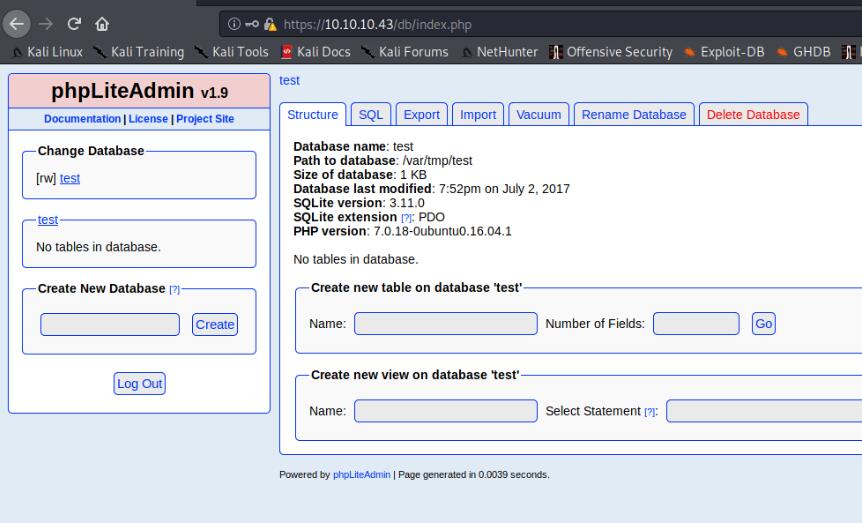 https://10.10.10.43/db/index.php
Kali Linux Kali Training Kali Tools Kali Docs Kali Forums NetHunter Offensive Security Exploit-DB GHDB
phpLiteAdmin v1.9
Documentation | License | Project Site
Change Database
[rw] test
test
No tables in database.
Create New Database [?]
Create
Log Out
test
Structure SQL Export Import Vacuum Rename Database Delete Database
Database name: test
Path to database: /var/tmp/test
Size of database: 1 KB
Database last modified: 7:52pm on July 2, 2017
SQLite version: 3.11.0
SQLite extension [?]: PDO
PHP version: 7.0.18-0ubuntu0.16.04.1
No tables in database.
Create new table on database 'test'
Name: Number of Fields: Go
Create new view on database 'test'
Name: Select Statement [?]:
Powered by phpLiteAdmin | Page generated in 0.0039 seconds.